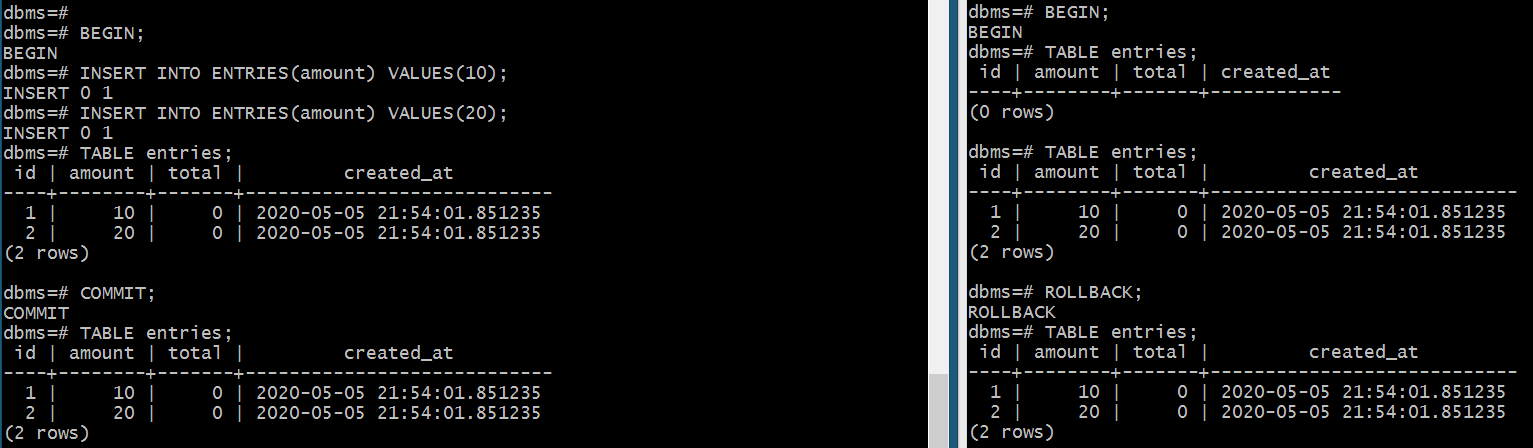 dbms=#
dbms=# BEGIN;
BEGIN
dbms=# INSERT INTO ENTRIES(amount) VALUES(10);
INSERT 0 1
dbms=# INSERT INTO ENTRIES(amount) VALUES(20);
INSERT 0 1
dbms=# TABLE entries;
 id | amount | total |         created_at
----+--------+-------+----------------------------
  1 |     10 |     0 | 2020-05-05 21:54:01.851235
  2 |     20 |     0 | 2020-05-05 21:54:01.851235
(2 rows)

dbms=# COMMIT;
COMMIT
dbms=# TABLE entries;
 id | amount | total |         created_at
----+--------+-------+----------------------------
  1 |     10 |     0 | 2020-05-05 21:54:01.851235
  2 |     20 |     0 | 2020-05-05 21:54:01.851235
(2 rows)

dbms=# BEGIN;
BEGIN
dbms=# TABLE entries;
 id | amount | total | created_at
----+--------+-------+------------
(0 rows)

dbms=# TABLE entries;
 id | amount | total |         created_at
----+--------+-------+----------------------------
  1 |     10 |     0 | 2020-05-05 21:54:01.851235
  2 |     20 |     0 | 2020-05-05 21:54:01.851235
(2 rows)

dbms=# ROLLBACK;
ROLLBACK
dbms=# TABLE entries;
 id | amount | total |         created_at
----+--------+-------+----------------------------
  1 |     10 |     0 | 2020-05-05 21:54:01.851235
  2 |     20 |     0 | 2020-05-05 21:54:01.851235
(2 rows)